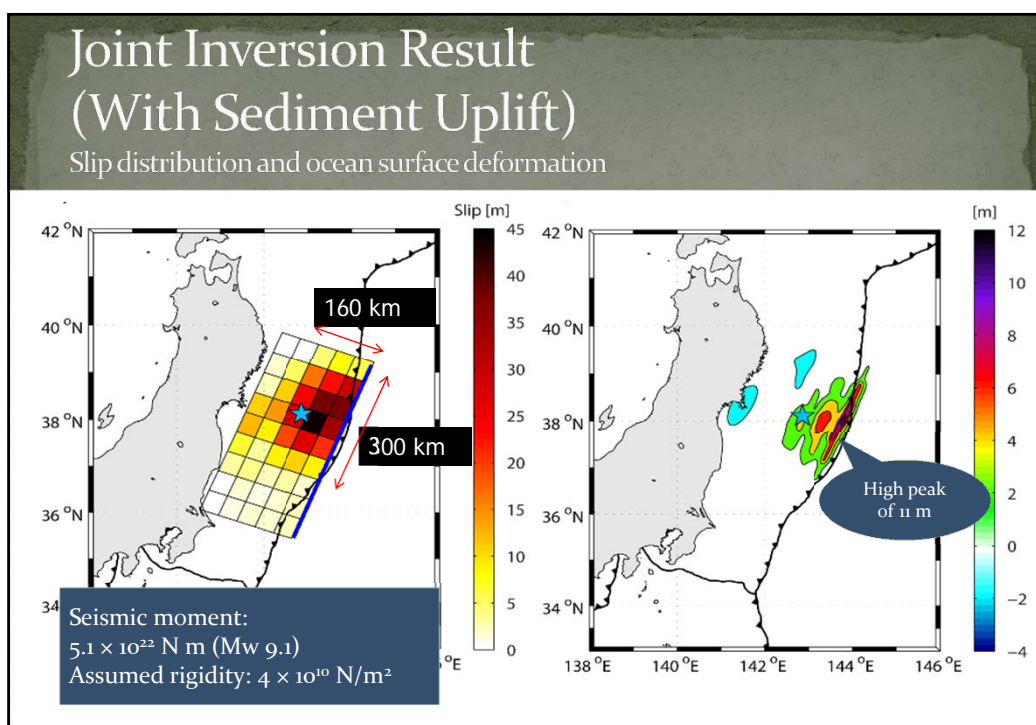 Joint Inversion Result
(With Sediment Uplift)
Slip distribution and ocean surface deformation
Slip [m]
42 °N
40 °N
38 °N
36 °N
34
°E
160 km
300 km
45
40
35
30
25
20
15
10
5
0
Seismic moment:
5.1 × 10²² N m (Mw 9.1)
Assumed rigidity: 4 × 10¹⁰ N/m²
[m]
42 °N
40 °N
38 °N
36 °N
34 °N
138 °E
140 °E
142 °E
144 °E
146 °E
High peak
of 11 m
12
10
8
6
4
2
0
−2
−4